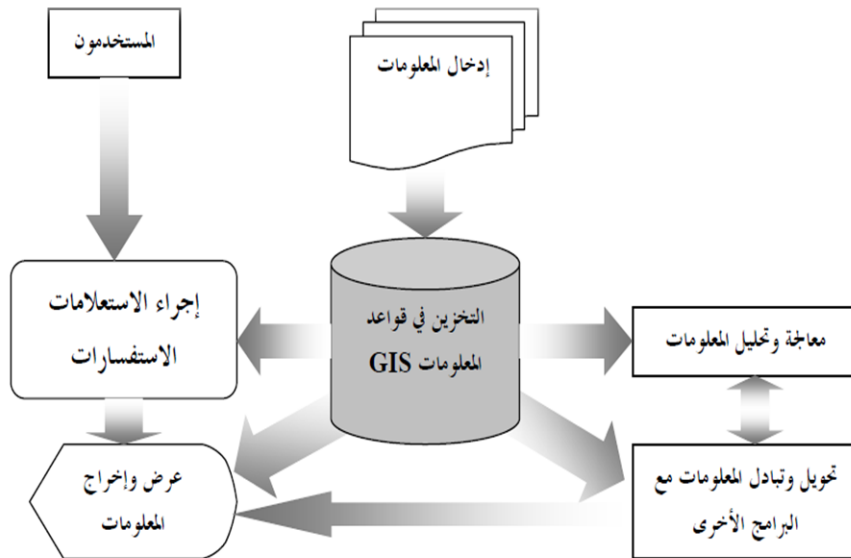 المستخدمون
إدخال المعلومات
إجراء الاستعلامات
الاستفسارات
التخزين في قواعد
المعلومات GIS
معالجة وتحليل المعلومات
عرض وإخراج
المعلومات
تحويل وتبادل المعلومات مع
البرامج الأخرى